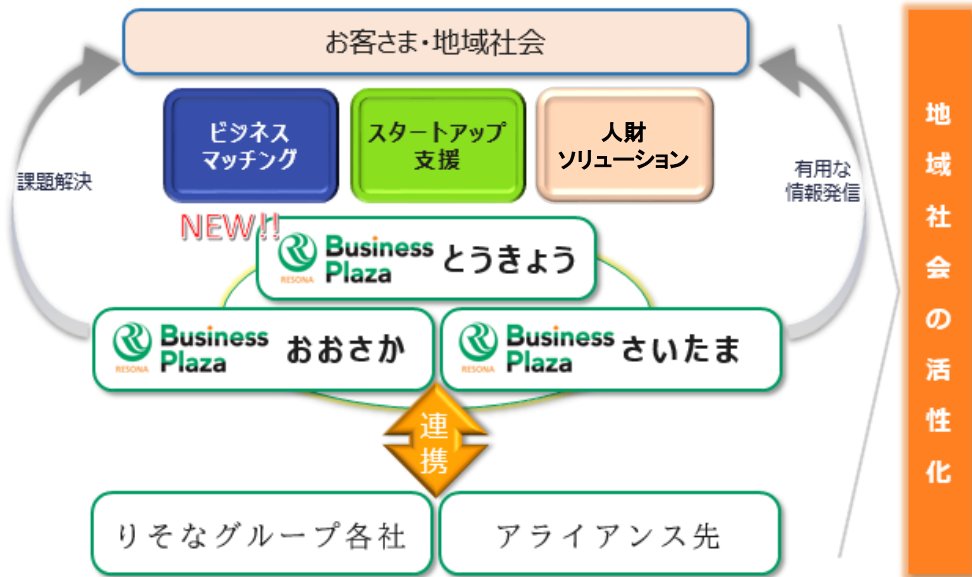 お客さま・地域社会
ビジネス
マッチング
スタートアップ
支援
人財
ソリューション
課題解決
有用な
情報発信
NEW!!
RESONA Business Plaza とうきょう
RESONA Business Plaza おおさか
RESONA Business Plaza さいたま
連携
りそなグループ各社
アライアンス先
地域社会の活性化